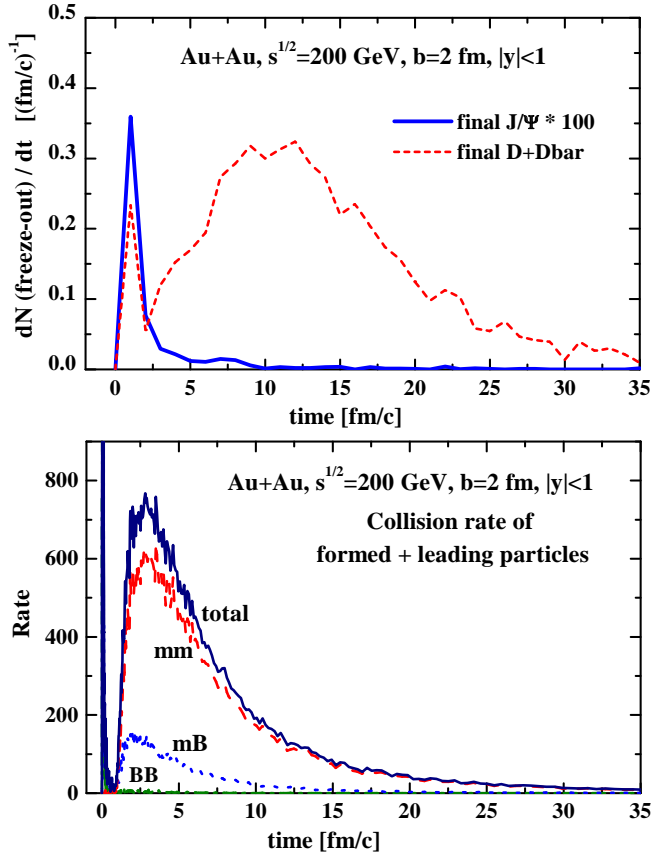 0.5
0.4
0.3
0.2
0.1
0.0
dN (freeze-out) / dt [(fm/c)⁻¹]
Au+Au, s^1/2=200 GeV, b=2 fm, |y|<1
final J/Ψ * 100
final D+Dbar
0 5 10 15 20 25 30 35
time [fm/c]
800
600
400
200
0
Rate
Au+Au, s^1/2=200 GeV, b=2 fm, |y|<1
Collision rate of
formed + leading particles
total
mm
mB
BB
0 5 10 15 20 25 30 35
time [fm/c]